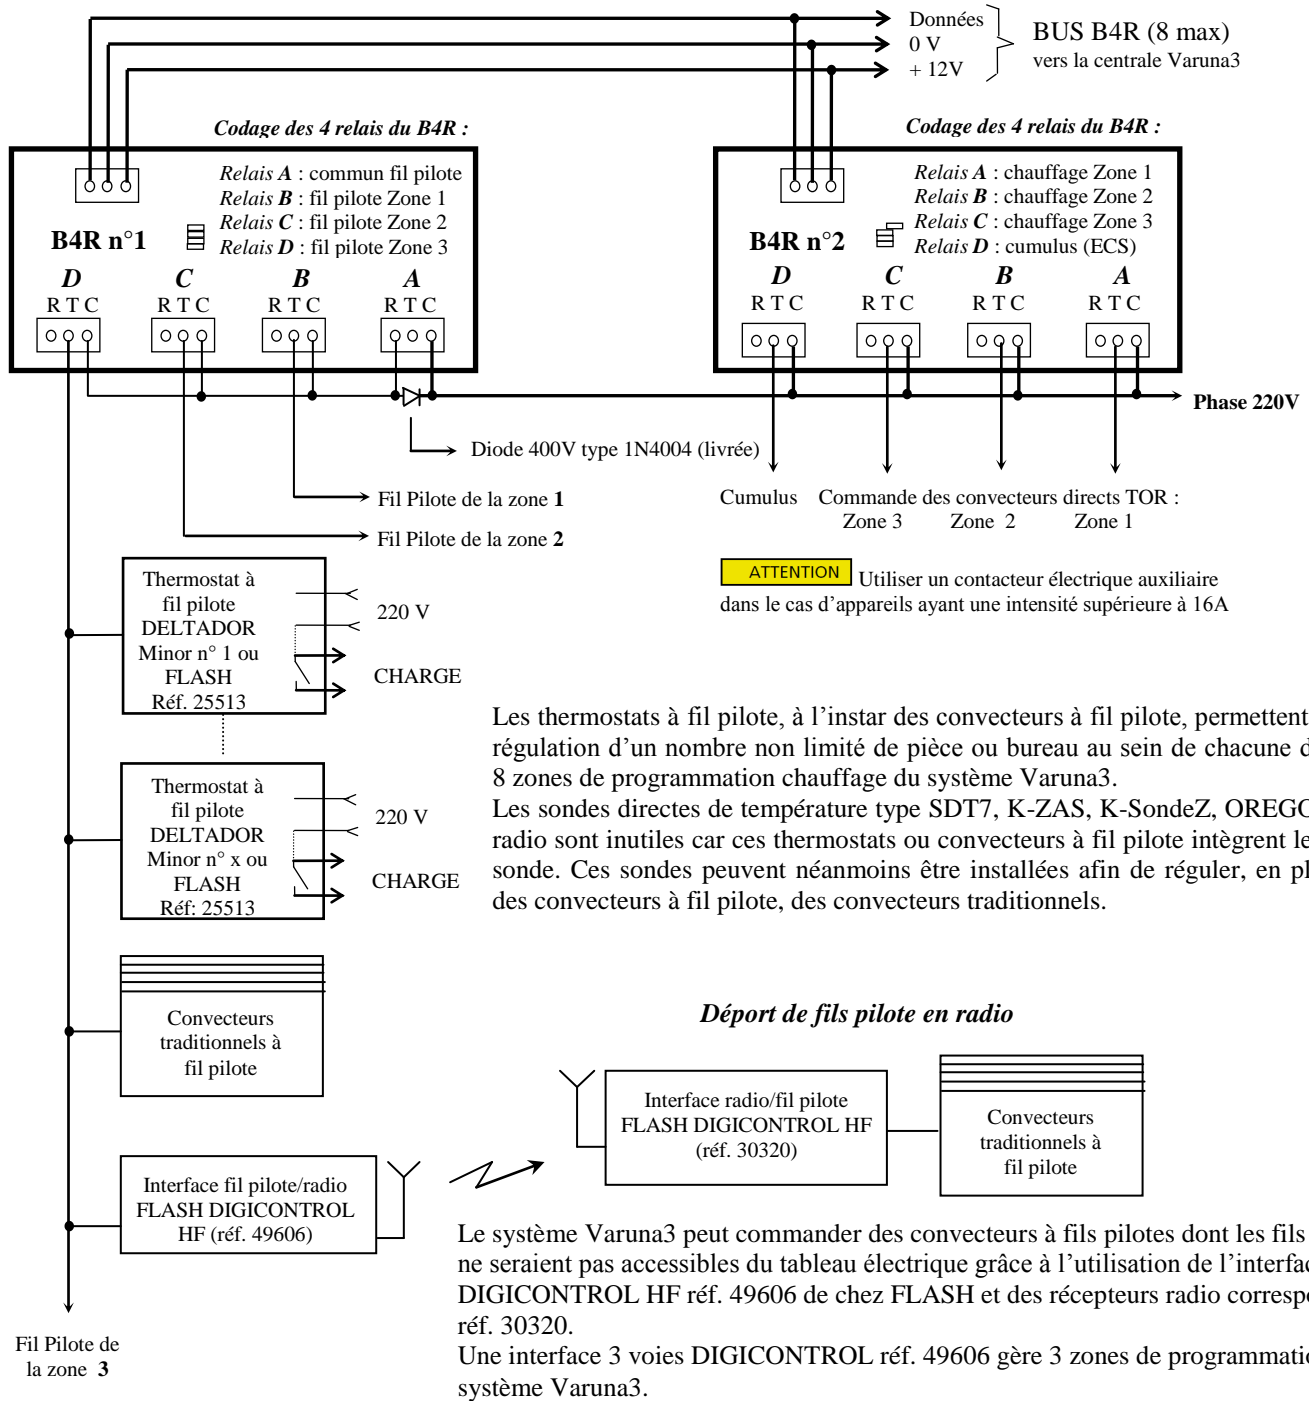 Données
0 V
+ 12V
BUS B4R (8 max)
vers la centrale Varuna3
Codage des 4 relais du B4R :
Relais A : commun fil pilote
Relais B : fil pilote Zone 1
Relais C : fil pilote Zone 2
Relais D : fil pilote Zone 3
B4R n°1
D C B A
R T C R T C R T C R T C
Codage des 4 relais du B4R :
Relais A : chauffage Zone 1
Relais B : chauffage Zone 2
Relais C : chauffage Zone 3
Relais D : cumulus (ECS)
B4R n°2
D C B A
R T C R T C R T C R T C
Phase 220V
Diode 400V type 1N4004 (livrée)
Fil Pilote de la zone 1
Fil Pilote de la zone 2
Cumulus Commande des convecteurs directs TOR :
Zone 3 Zone 2 Zone 1
ATTENTION Utiliser un contacteur électrique auxiliaire
dans le cas d’appareils ayant une intensité supérieure à 16A
Thermostat à
fil pilote
DELTADOR
Minor n° 1 ou
FLASH
Réf. 25513
220 V
CHARGE
Thermostat à
fil pilote
DELTADOR
Minor n° x ou
FLASH
Réf: 25513
220 V
CHARGE
Les thermostats à fil pilote, à l’instar des convecteurs à fil pilote, permettent
régulation d’un nombre non limité de pièce ou bureau au sein de chacune d
8 zones de programmation chauffage du système Varuna3.
Les sondes directes de température type SDT7, K-ZAS, K-SondeZ, OREGO
radio sont inutiles car ces thermostats ou convecteurs à fil pilote intègrent le
sonde. Ces sondes peuvent néanmoins être installées afin de réguler, en pl
des convecteurs à fil pilote, des convecteurs traditionnels.
Convecteurs
traditionnels à
fil pilote
Déport de fils pilote en radio
Interface radio/fil pilote
FLASH DIGICONTROL HF
(réf. 30320)
Convecteurs
traditionnels à
fil pilote
Interface fil pilote/radio
FLASH DIGICONTROL
HF (réf. 49606)
Le système Varuna3 peut commander des convecteurs à fils pilotes dont les fils
ne seraient pas accessibles du tableau électrique grâce à l’utilisation de l’interfac
DIGICONTROL HF réf. 49606 de chez FLASH et des récepteurs radio correspo
réf. 30320.
Une interface 3 voies DIGICONTROL réf. 49606 gère 3 zones de programmatio
système Varuna3.
Fil Pilote de
la zone 3